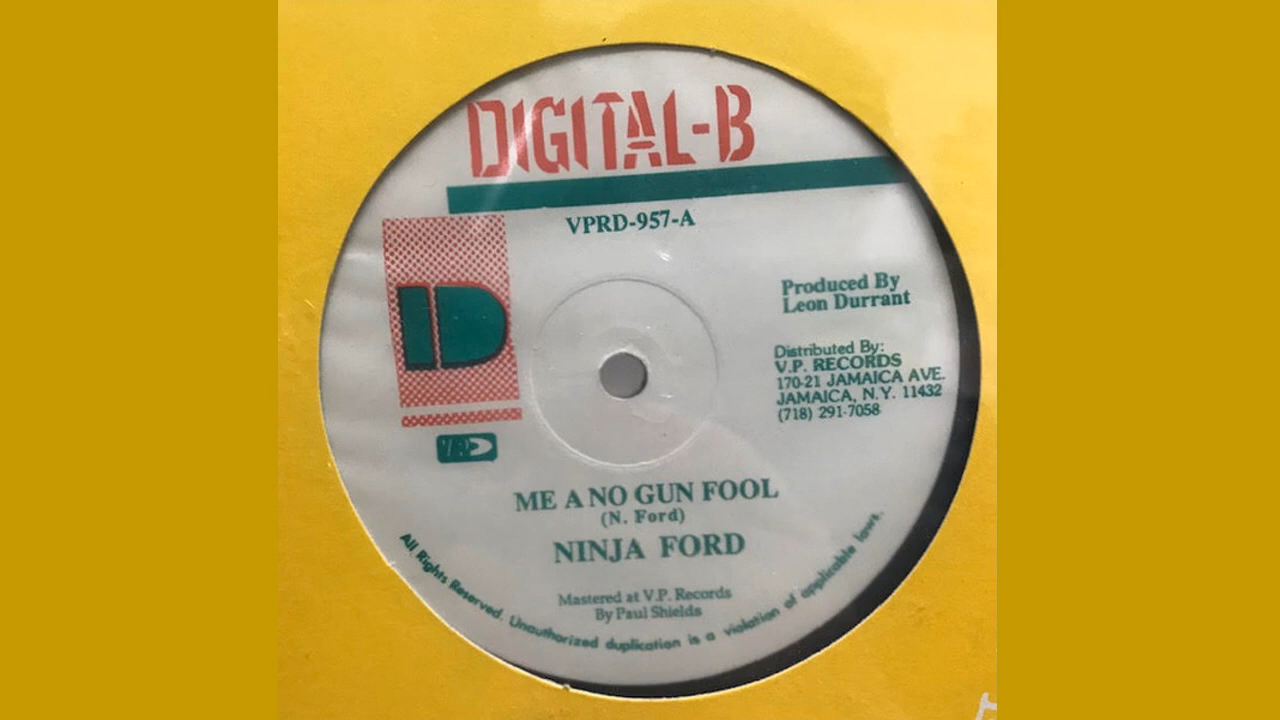 DIGITAL-B
VPRD-957-A
Produced By
Leon Durrant
Distributed By:
V.P. RECORDS
170-21 JAMAICA AVE.
JAMAICA, N.Y. 11432
(718) 291-7058
D
ME A NO GUN FOOL
(N. Ford)
NINJA FORD
Mastered at V.P. Records
By Paul Shields
All Rights Reserved. Unauthorized duplication is a violation of applicable laws.